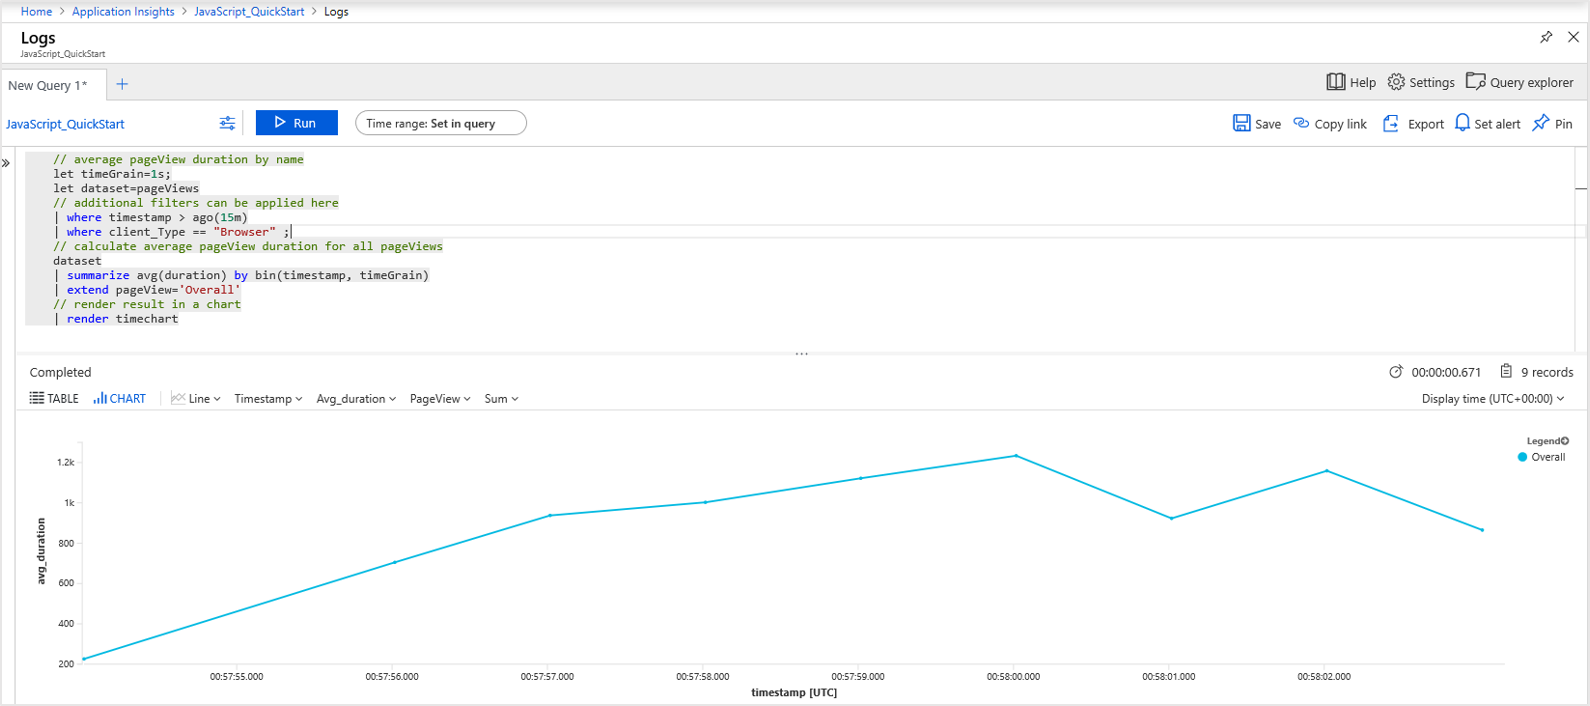 Home > Application Insights > JavaScript_QuickStart > Logs
Logs
JavaScript_QuickStart
New Query 1* +
Help Settings Query explorer
JavaScript_QuickStart Run Time range: Set in query Save Copy link Export Set alert Pin
»
// average pageView duration by name
let timeGrain=1s;
let dataset=pageViews
// additional filters can be applied here
| where timestamp > ago(15m)
| where client_Type == "Browser" ;
// calculate average pageView duration for all pageViews
dataset
| summarize avg(duration) by bin(timestamp, timeGrain)
| extend pageView='Overall'
// render result in a chart
| render timechart
...
Completed 00:00:00.671 9 records
TABLE CHART Line Timestamp Avg_duration PageView Sum Display time (UTC+00:00)
Legend
Overall
avg_duration
1.2k
1k
800
600
400
200
00:57:55.000 00:57:56.000 00:57:57.000 00:57:58.000 00:57:59.000 00:58:00.000 00:58:01.000 00:58:02.000
timestamp [UTC]